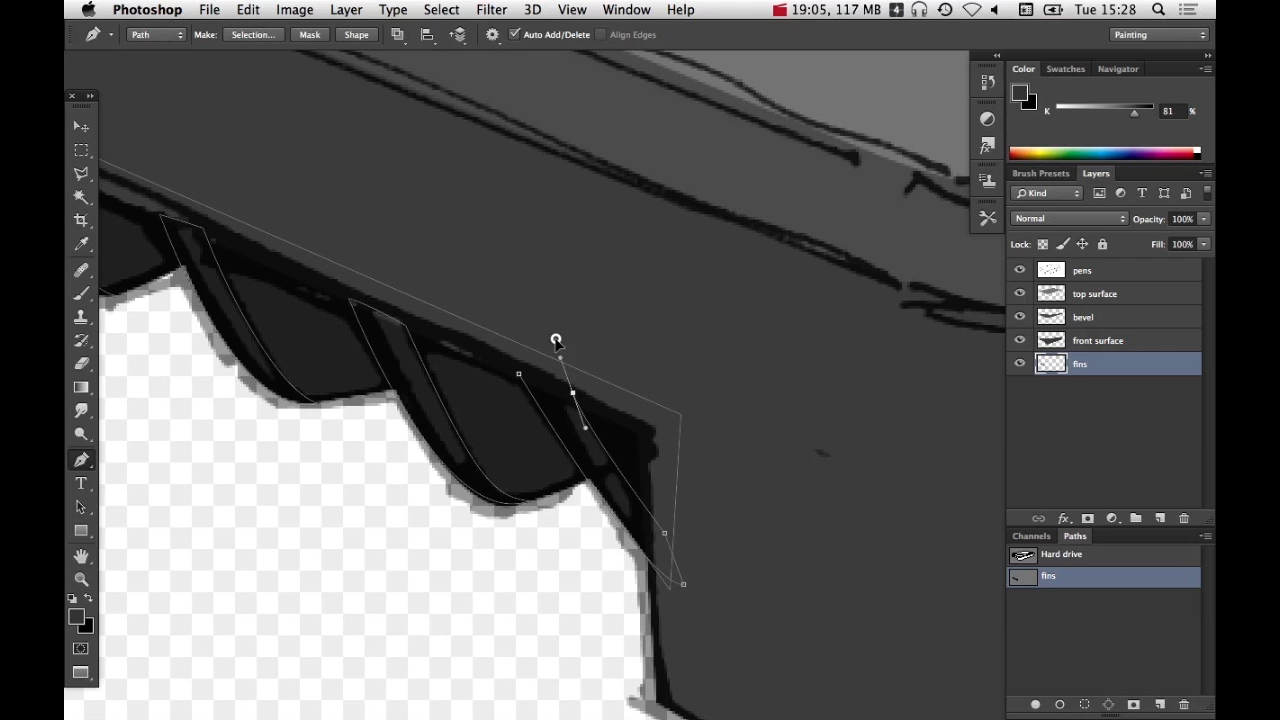 Photoshop File Edit Image Layer Type Select Filter 3D View Window Help 19:05, 117 MB 4 Tue 15:28
Path Make: Selection... Mask Shape Auto Add/Delete Align Edges Painting
Color Swatches Navigator
K 81 %
Brush Presets Layers
Kind T
Normal Opacity: 100%
Lock: Fill: 100%
pens
top surface
bevel
front surface
fins
fx
Channels Paths
Hard drive
fins
T